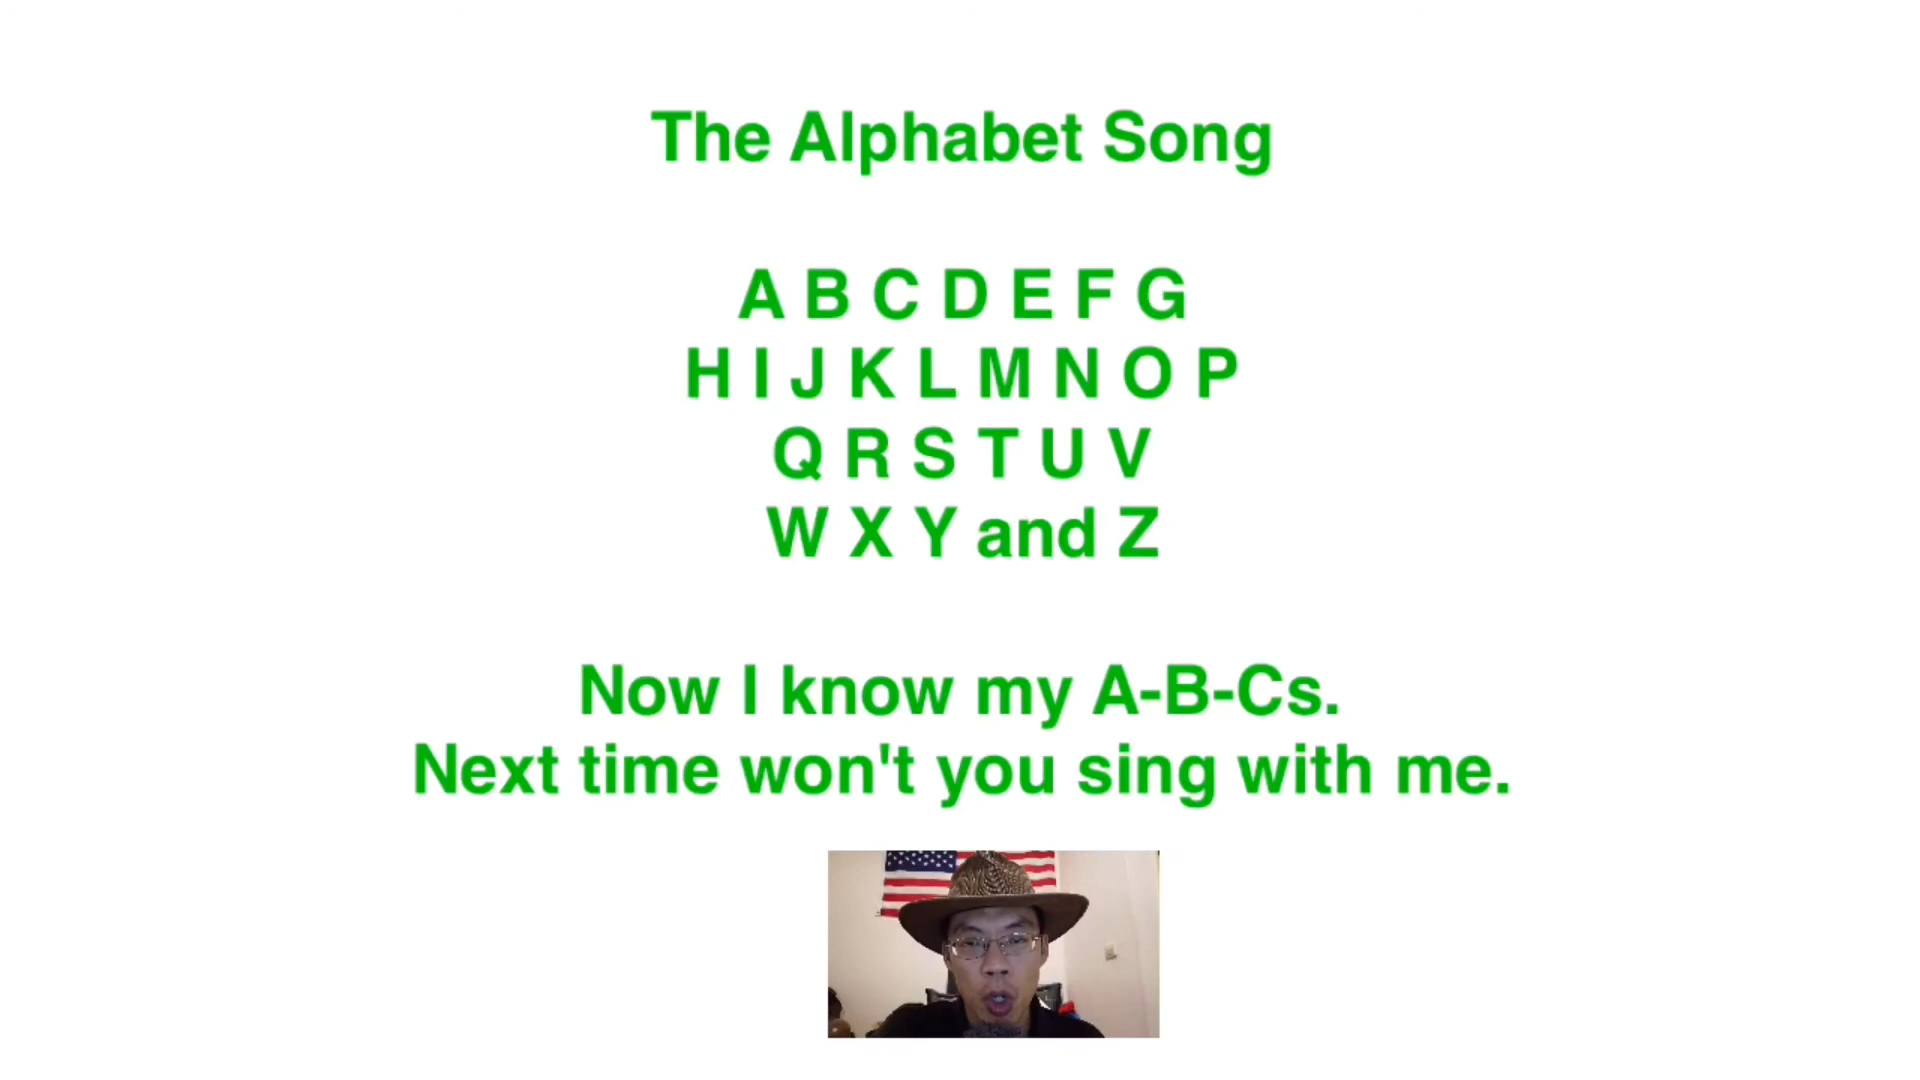 The Alphabet Song
A B C D E F G
H I J K L M N O P
Q R S T U V
W X Y and Z
Now I know my A-B-Cs.
Next time won't you sing with me.